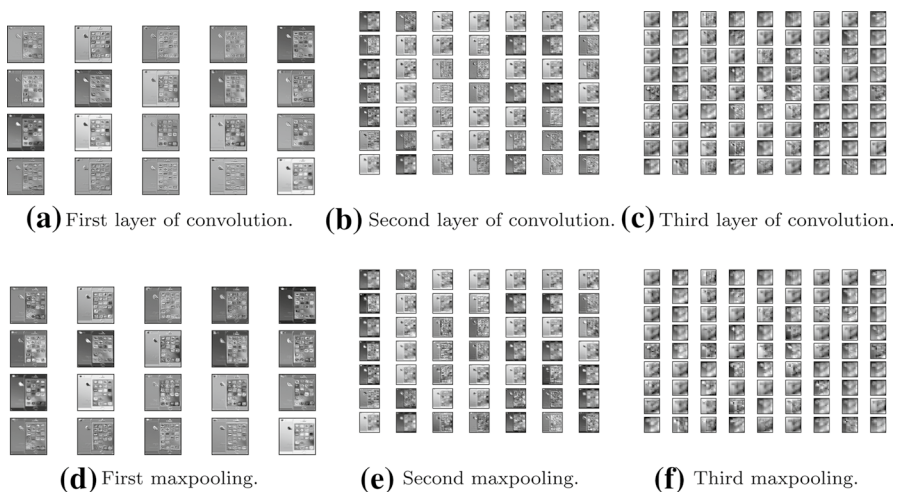 (a) First layer of convolution.
(b) Second layer of convolution.
(c) Third layer of convolution.
(d) First maxpooling.
(e) Second maxpooling.
(f) Third maxpooling.